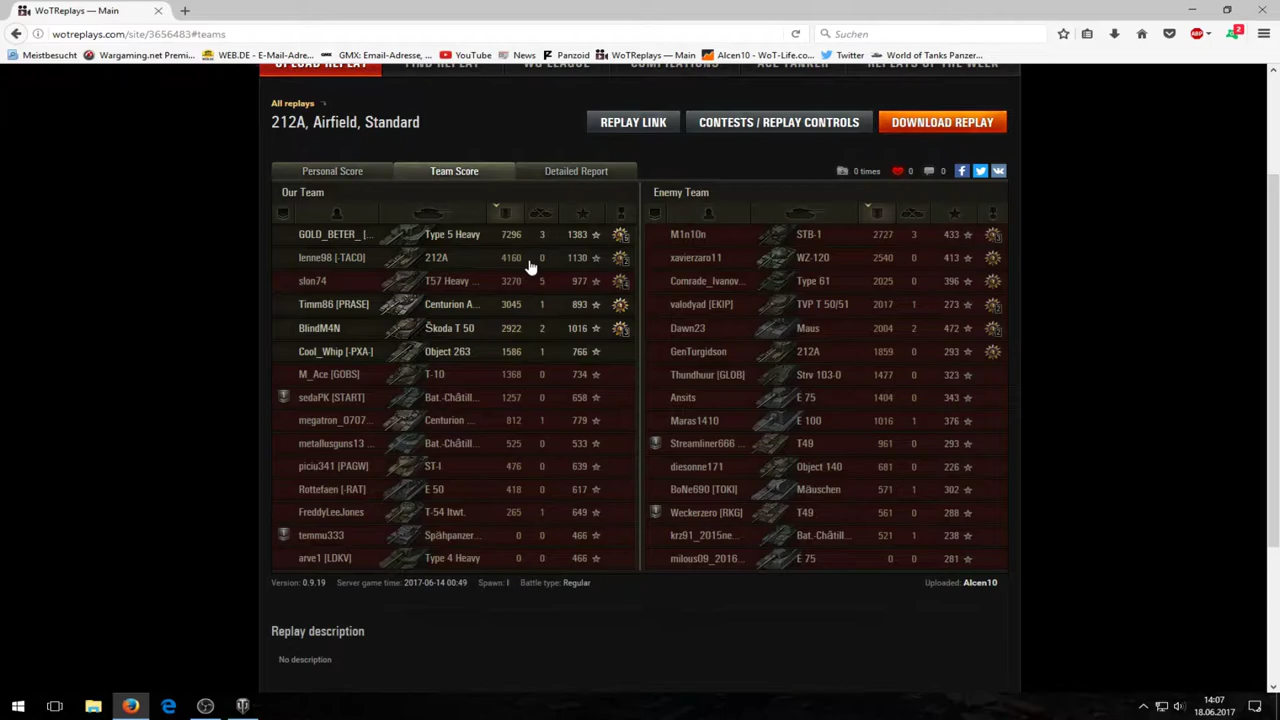 WoTReplays — Main
wotreplays.com/site/3656483#teams
Suchen
2
Meistbesucht
Wargaming.net Premi...
WEB.DE - E-Mail-Adre...
GMX: Email-Adresse, ...
YouTube
News
Panzoid
WoTReplays — Main
Alcen10 - WoT-Life.co...
Twitter
World of Tanks Panzer...
UPLOAD REPLAY FIND REPLAY WG LEAGUE COMPILATIONS ACE TANKER REPLAYS OF THE WEEK
All replays
212A, Airfield, Standard
REPLAY LINK
CONTESTS / REPLAY CONTROLS
DOWNLOAD REPLAY
Personal Score
Team Score
Detailed Report
0 times 0 0
Our Team
GOLD_BETER_ [... Type 5 Heavy 7296 3 1383
lenne98 [-TACO] 212A 4160 0 1130
slon74 T57 Heavy ... 3270 5 977
Timm86 [PRASE] Centurion A... 3045 1 893
BlindM4N Škoda T 50 2922 2 1016
Cool_Whip [-PXA-] Object 263 1586 1 766
M_Ace [GOBS] T-10 1368 0 734
sedaPK [START] Bat.-Châtill... 1257 0 658
megatron_0707... Centurion ... 812 1 779
metallusguns13 ... Bat.-Châtill... 525 0 533
piciu341 [PAGW] ST-I 476 0 639
Rottefaen [-RAT] E 50 418 0 617
FreddyLeeJones T-54 ltwt. 265 1 649
temmu333 Spähpanzer... 0 0 466
arve1 [LDKV] Type 4 Heavy 0 0 466
Enemy Team
M1n10n STB-1 2727 3 433
xavierzaro11 WZ-120 2540 0 413
Comrade_Ivanov... Type 61 2025 0 396
valodyad [EKIP] TVP T 50/51 2017 1 273
Dawn23 Maus 2004 2 472
GenTurgidson 212A 1859 0 293
Thundhuur [GLOB] Strv 103-0 1477 0 323
Ansits E 75 1404 0 343
Maras1410 E 100 1016 1 376
Streamliner666 ... T49 961 0 293
diesonne171 Object 140 681 0 226
BoNe690 [TOKI] Mäuschen 571 1 302
Weckerzero [RKG] T49 561 0 288
krz91_2015ne... Bat.-Châtill... 521 1 238
milous09_2016... E 75 0 0 281
Version: 0.9.19 Server game time: 2017-06-14 00:49 Spawn: I Battle type: Regular
Uploaded: Alcen10
Replay description
No description
14:07
18.06.2017